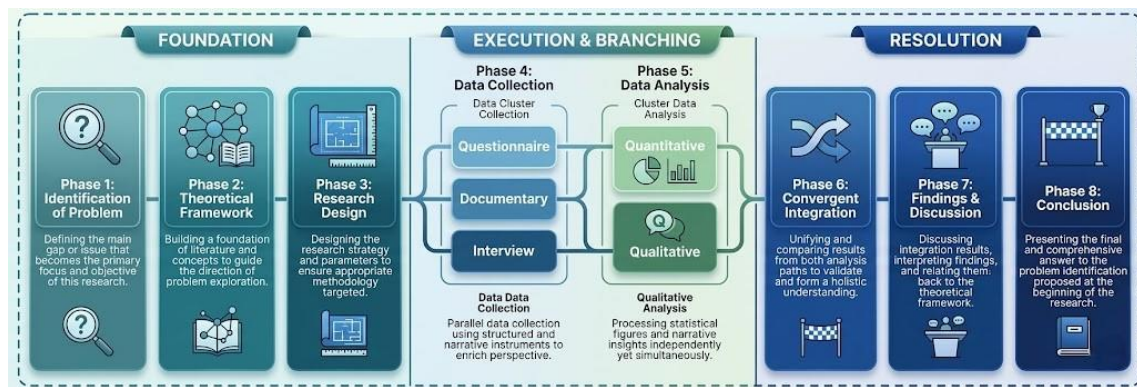 FOUNDATION
EXECUTION & BRANCHING
RESOLUTION
Phase 1:
Identification
of Problem
Defining the main
gap or issue that
becomes the primary
focus and objective
of this research.
Phase 2:
Theoretical
Framework
Building a foundation
of literature and
concepts to guide
the direction of
problem exploration.
Phase 3:
Research
Design
Designing the
research strategy
and parameters to
ensure appropriate
methodology
targeted.
Phase 4:
Data Collection
Data Cluster
Collection
Questionnaire
Documentary
Interview
Data Data
Collection
Parallel data collection
using structured and
narrative instruments to
enrich perspective.
Phase 5:
Data Analysis
Cluster Data
Analysis
Quantitative
Q
Qualitative
Qualitative
Analysis
Processing statistical
figures and narrative
insights independently
yet simultaneously.
Phase 6:
Convergent
Integration
Unifying and
comparing results
from both analysis
paths to validate
and form a holistic
understanding.
Phase 7:
Findings &
Discussion
Discussing
integration results,
interpreting findings,
and relating them:
back to the
theoretical
framework.
Phase 8:
Conclusion
Presenting the final
and comprehensive
answer to the
problem identification
proposed at the
beginning of the
research.